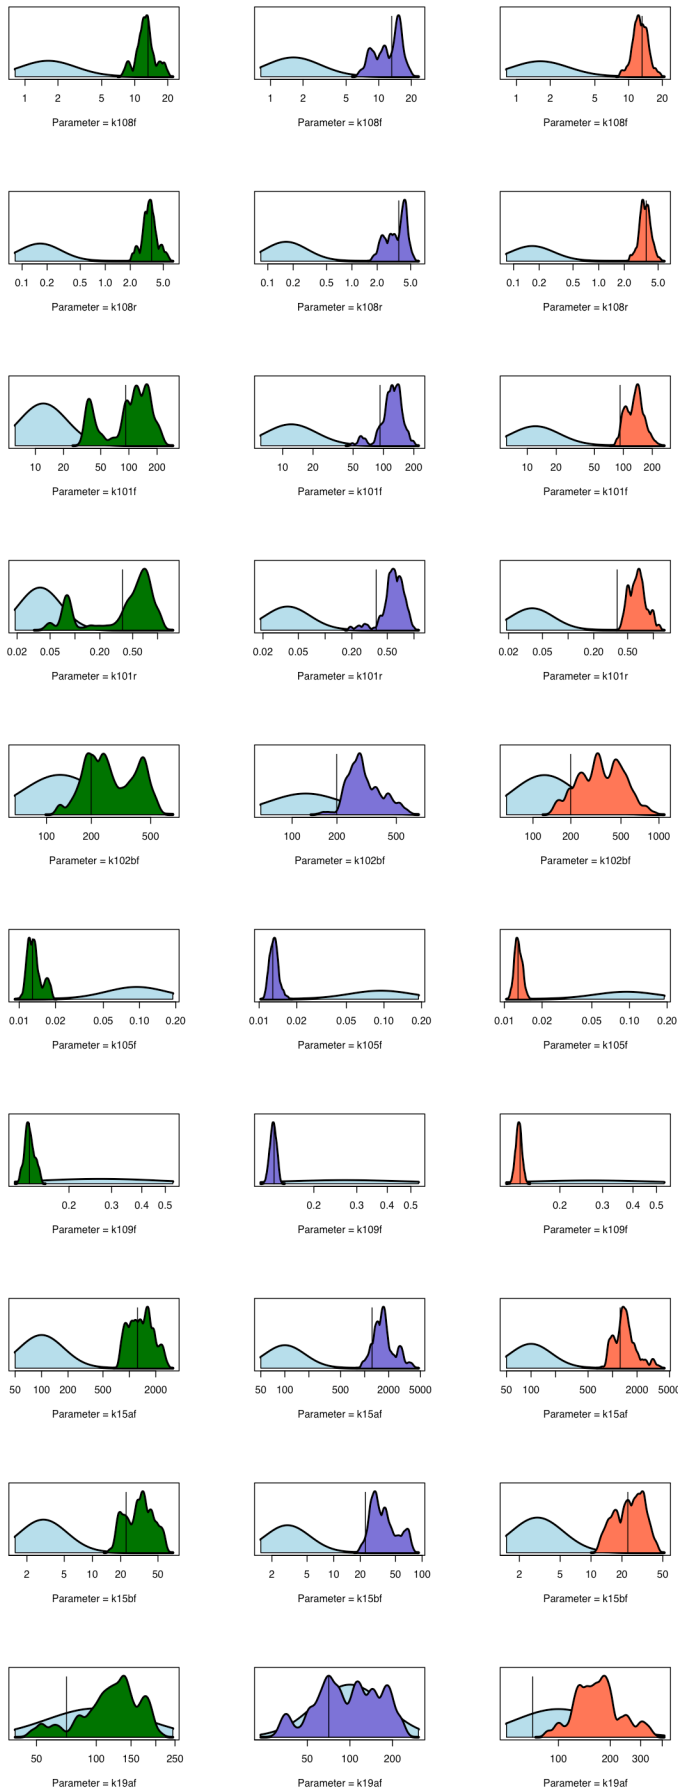 1 2 5 10 20 1 2 5 10 20 1 2 5 10 20
Parameter = k108f Parameter = k108f Parameter = k108f
0.1 0.2 0.5 1.0 2.0 5.0 0.1 0.2 0.5 1.0 2.0 5.0 0.1 0.2 0.5 1.0 2.0 5.0
Parameter = k108r Parameter = k108r Parameter = k108r
10 20 50 100 200 10 20 50 100 200 10 20 50 100 200
Parameter = k101f Parameter = k101f Parameter = k101f
0.02 0.05 0.20 0.50 0.02 0.05 0.20 0.50 0.02 0.05 0.20 0.50
Parameter = k101r Parameter = k101r Parameter = k101r
100 200 500 100 200 500 100 200 500 1000
Parameter = k102bf Parameter = k102bf Parameter = k102bf
0.01 0.02 0.05 0.10 0.20 0.01 0.02 0.05 0.10 0.20 0.01 0.02 0.05 0.10 0.20
Parameter = k105f Parameter = k105f Parameter = k105f
0.2 0.3 0.4 0.5 0.2 0.3 0.4 0.5 0.2 0.3 0.4 0.5
Parameter = k109f Parameter = k109f Parameter = k109f
50 100 200 500 2000 50 100 500 2000 5000 50 100 500 2000 5000
Parameter = k15af Parameter = k15af Parameter = k15af
2 5 10 20 50 2 5 10 20 50 100 2 5 10 20 50
Parameter = k15bf Parameter = k15bf Parameter = k15bf
50 100 150 250 50 100 200 100 200 300
Parameter = k19af Parameter = k19af Parameter = k19af